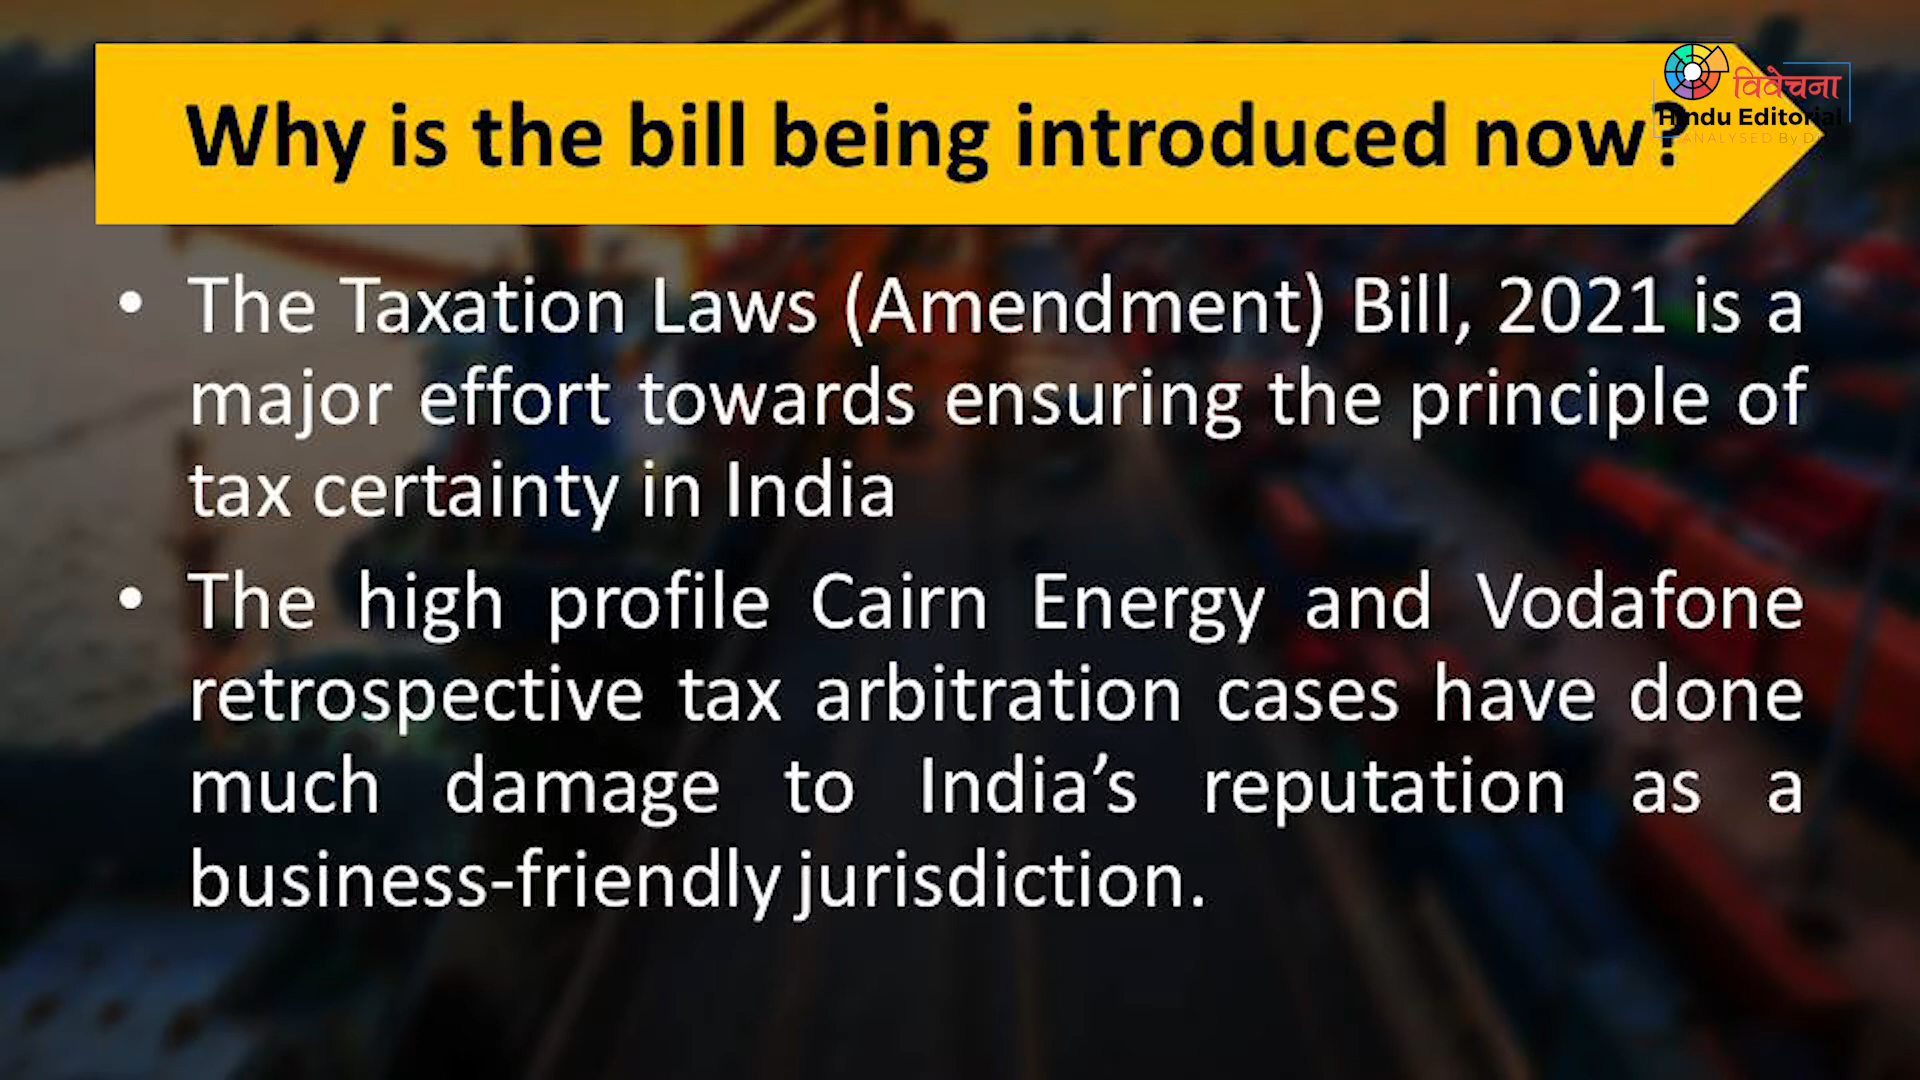 Why is the bill being introduced now?
विवेचना
Hindu Editorial
ANALYSED By D
• The Taxation Laws (Amendment) Bill, 2021 is a
major effort towards ensuring the principle of
tax certainty in India
• The high profile Cairn Energy and Vodafone
retrospective tax arbitration cases have done
much damage to India’s reputation as a
business-friendly jurisdiction.